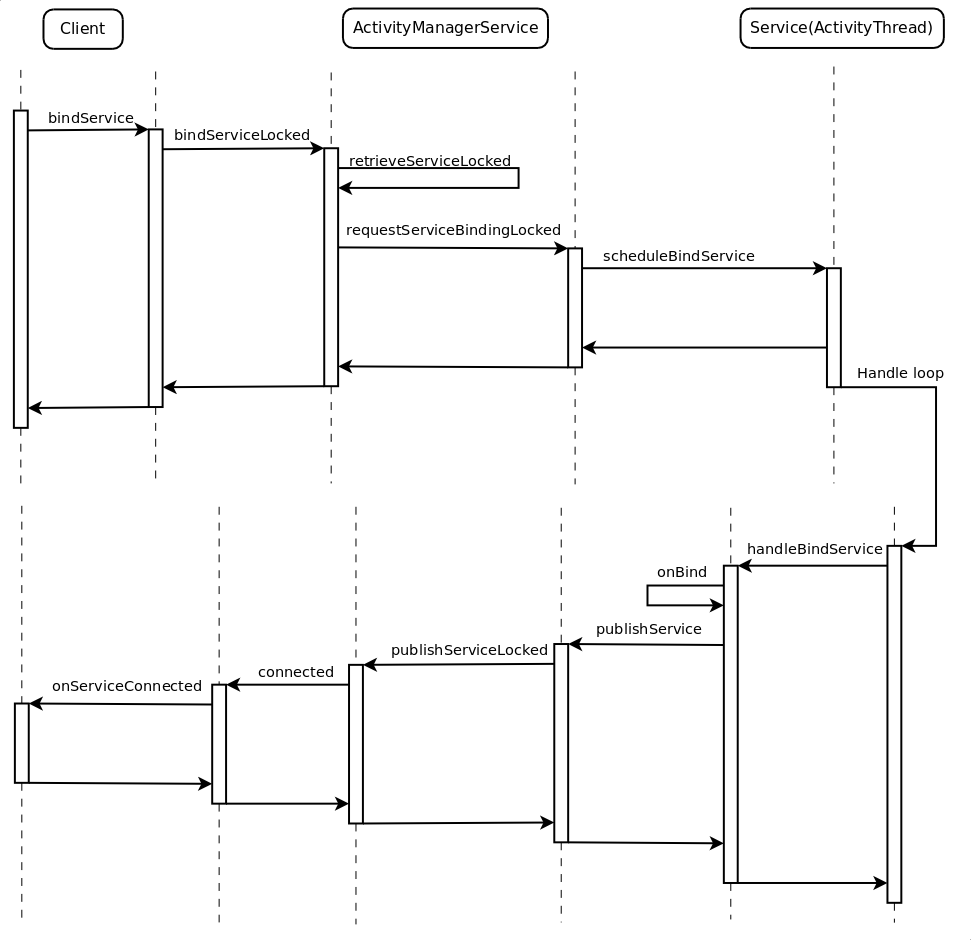 Client
ActivityManagerService
Service(ActivityThread)
bindService
bindServiceLocked
retrieveServiceLocked
requestServiceBindingLocked
scheduleBindService
Handle loop
handleBindService
onBind
publishService
publishServiceLocked
connected
onServiceConnected